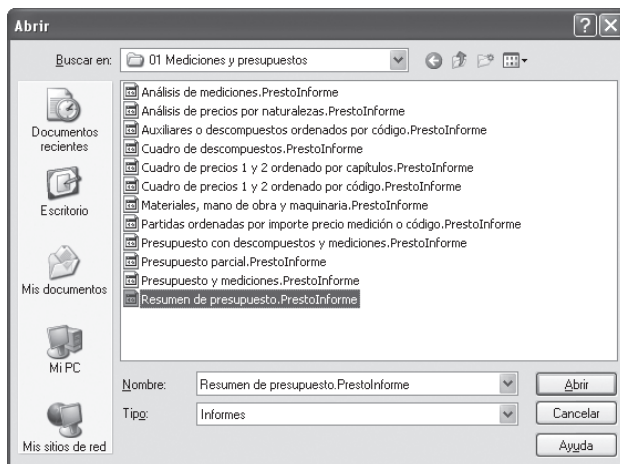 Abrir
Buscar en: 01 Mediciones y presupuestos
Documentos recientes
Escritorio
Mis documentos
Mi PC
Mis sitios de red
Análisis de mediciones.PrestoInforme
Análisis de precios por naturalezas.PrestoInforme
Auxiliares o descompuestos ordenados por código.PrestoInforme
Cuadro de descompuestos.PrestoInforme
Cuadro de precios 1 y 2 ordenado por capítulos.PrestoInforme
Cuadro de precios 1 y 2 ordenado por código.PrestoInforme
Materiales, mano de obra y maquinaria.PrestoInforme
Partidas ordenadas por importe precio medición o código.PrestoInforme
Presupuesto con descompuestos y mediciones.PrestoInforme
Presupuesto parcial.PrestoInforme
Presupuesto y mediciones.PrestoInforme
Resumen de presupuesto.PrestoInforme
Nombre: Resumen de presupuesto.PrestoInforme Abrir
Tipo: Informes Cancelar
Ayuda